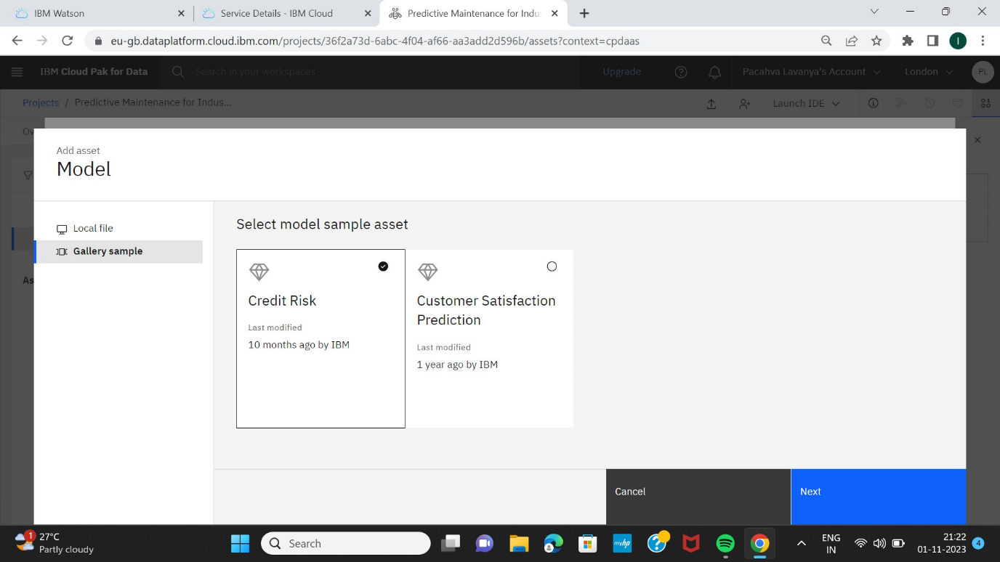 IBM Watson
Service Details - IBM Cloud
Predictive Maintenance for Indu
eu-gb.dataplatform.cloud.ibm.com/projects/36f2a73d-6abc-4f04-af66-aa3add2d596b/assets?context=cpdaas
I
IBM Cloud Pak for Data
Search in your workspaces
Upgrade
Pacahva Lavanya's Account
London
PL
Projects / Predictive Maintenance for Indus...
Launch IDE
Ov
Add asset
Model
Local file
Gallery sample
As
Select model sample asset
Credit Risk
Last modified
10 months ago by IBM
Customer Satisfaction
Prediction
Last modified
1 year ago by IBM
Cancel
Next
1
27°C
Partly cloudy
Search
myhp
ENG
IN
21:22
01-11-2023
4